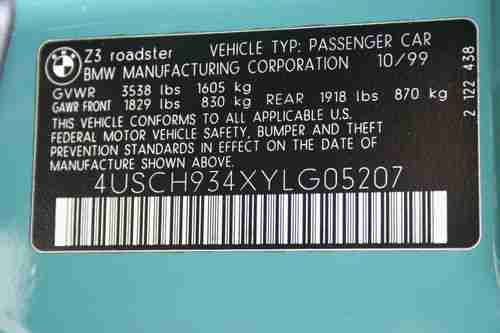 BMW
Z3 roadster VEHICLE TYP: PASSENGER CAR
BMW MANUFACTURING CORPORATION 10/99
GVWR 3538 lbs 1605 kg
GAWR FRONT 1829 lbs 830 kg REAR 1918 lbs 870 kg
THIS VEHICLE CONFORMS TO ALL APPLICABLE U.S.
FEDERAL MOTOR VEHICLE SAFETY, BUMPER AND THEFT
PREVENTION STANDARDS IN EFFECT ON THE DATE OF
MANUFACTURE SHOWN ABOVE.
4USCH934XYLG05207
2 122 438